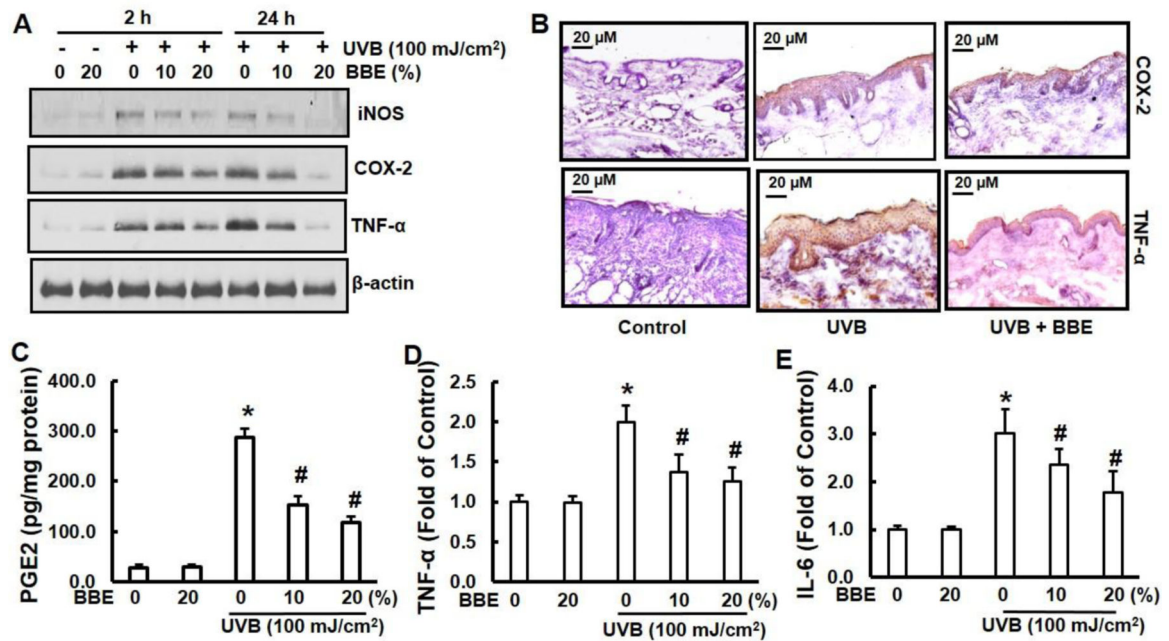 A
2 h 24 h
- - + + + + + + UVB (100 mJ/cm²)
0 20 0 10 20 0 10 20 BBE (%)
iNOS
COX-2
TNF-α
β-actin
B
20 µM 20 µM 20 µM
COX-2
20 µM 20 µM 20 µM
TNF-α
Control UVB UVB + BBE
C
PGE2 (pg/mg protein)
400.0
300.0
200.0
100.0
0.0
* # #
BBE 0 20 0 10 20 (%)
UVB (100 mJ/cm²)
D
TNF-α (Fold of Control)
2.5
2.0
1.5
1.0
0.5
0.0
* # #
BBE 0 20 0 10 20 (%)
UVB (100 mJ/cm²)
E
IL-6 (Fold of Control)
4.0
3.0
2.0
1.0
0.0
* # #
BBE 0 20 0 10 20 (%)
UVB (100 mJ/cm²)